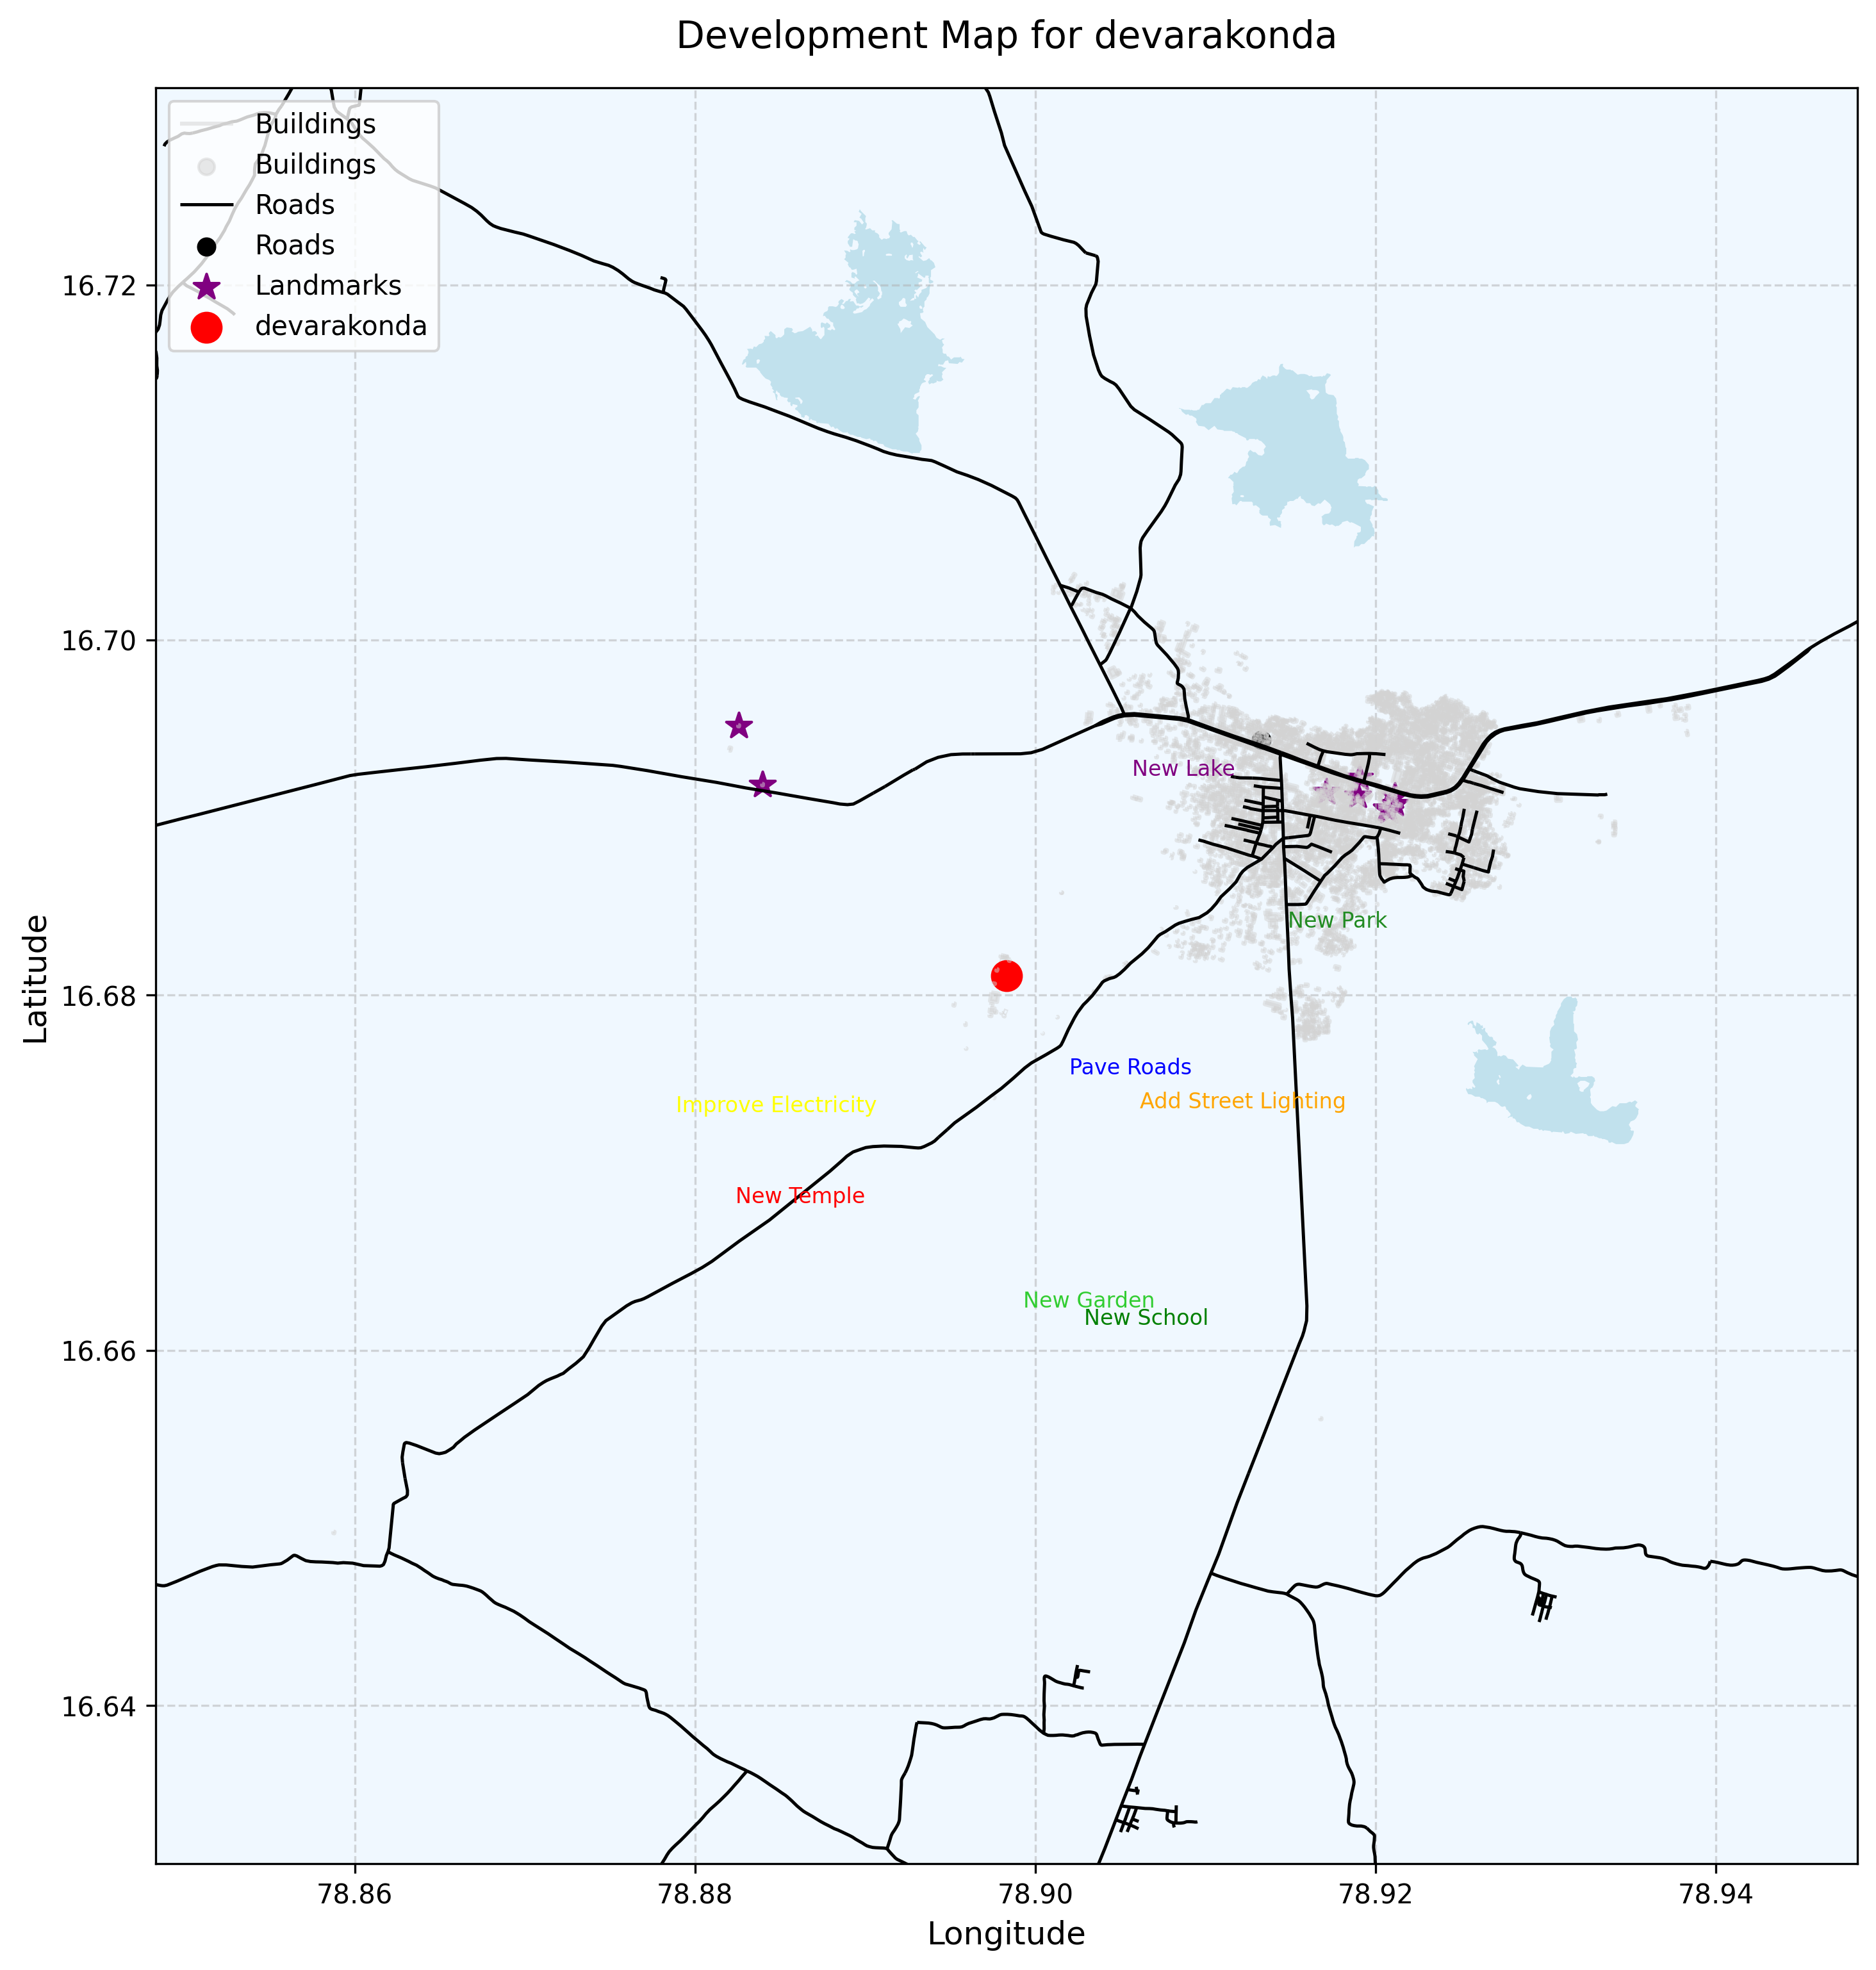 Development Map for devarakonda
Buildings
Buildings
Roads
Roads
Landmarks
devarakonda
16.72
16.70
16.68
16.66
16.64
Latitude
New Lake
New Park
Pave Roads
Improve Electricity
Add Street Lighting
New Temple
New Garden
New School
78.86
78.88
78.90
78.92
78.94
Longitude